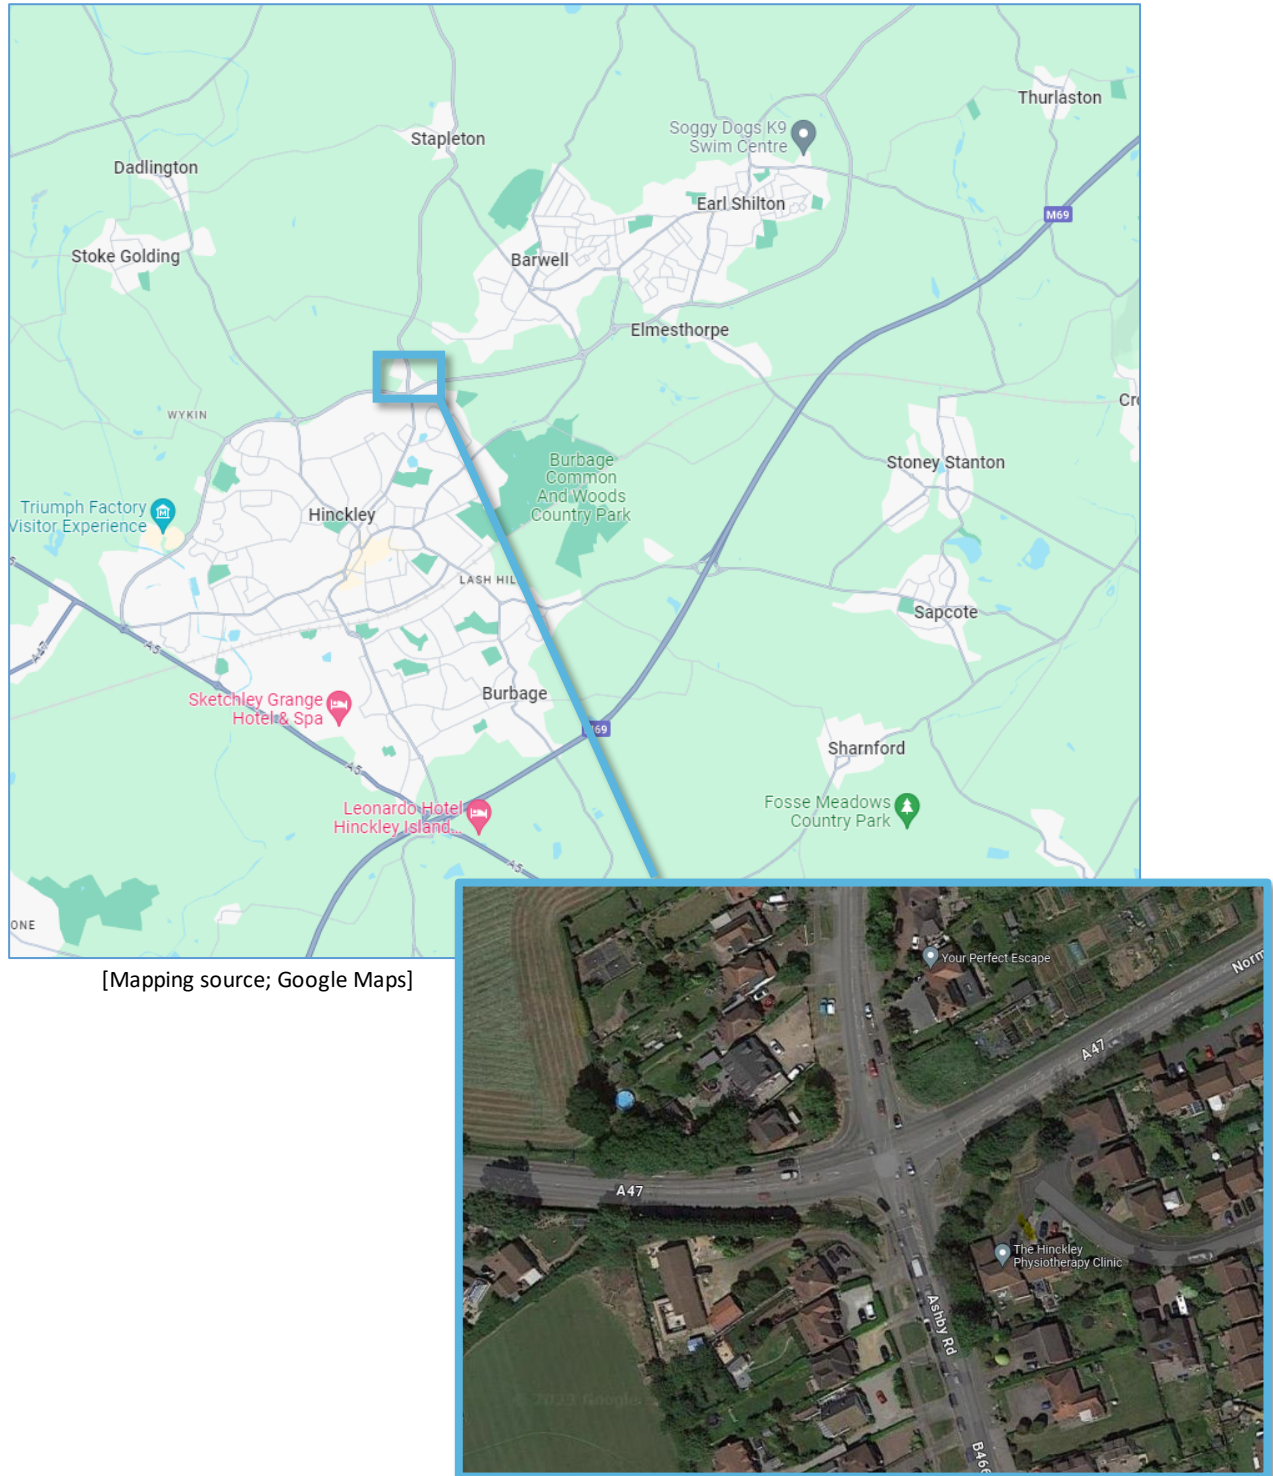 Thurlaston
Soggy Dogs K9
Swim Centre
Stapleton
Dadlington
Earl Shilton
M69
Stoke Golding
Barwell
Elmesthorpe
WYKIN
Burbage
Common
And Woods
Country Park
Stoney Stanton
Triumph Factory
Visitor Experience
Hinckley
LASH HIL
Sapcote
A5
A47
Sketchley Grange
Hotel & Spa
Burbage
Sharnford
A5
Leonardo Hotel
Hinckley Island...
Fosse Meadows
Country Park
A5
ONE
[Mapping source; Google Maps]
Your Perfect Escape
Norm
A47
A47
The Hinckley
Physiotherapy Clinic
Ashby Rd
B466